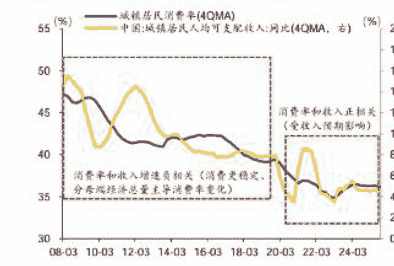 (%)
城镇居民消费率(4QMA)
中国:城镇居民人均可支配收入:同比(4QMA, 右)
(%)
55
50
45
40
35
30
消费率和收入正相关
(受收入预期影响)
消费率和收入增速负相关 (消费更稳定、
分母端经济总量主导消费率变化)
08-03 10-03 12-03 14-03 16-03 18-03 20-03 22-03 24-03